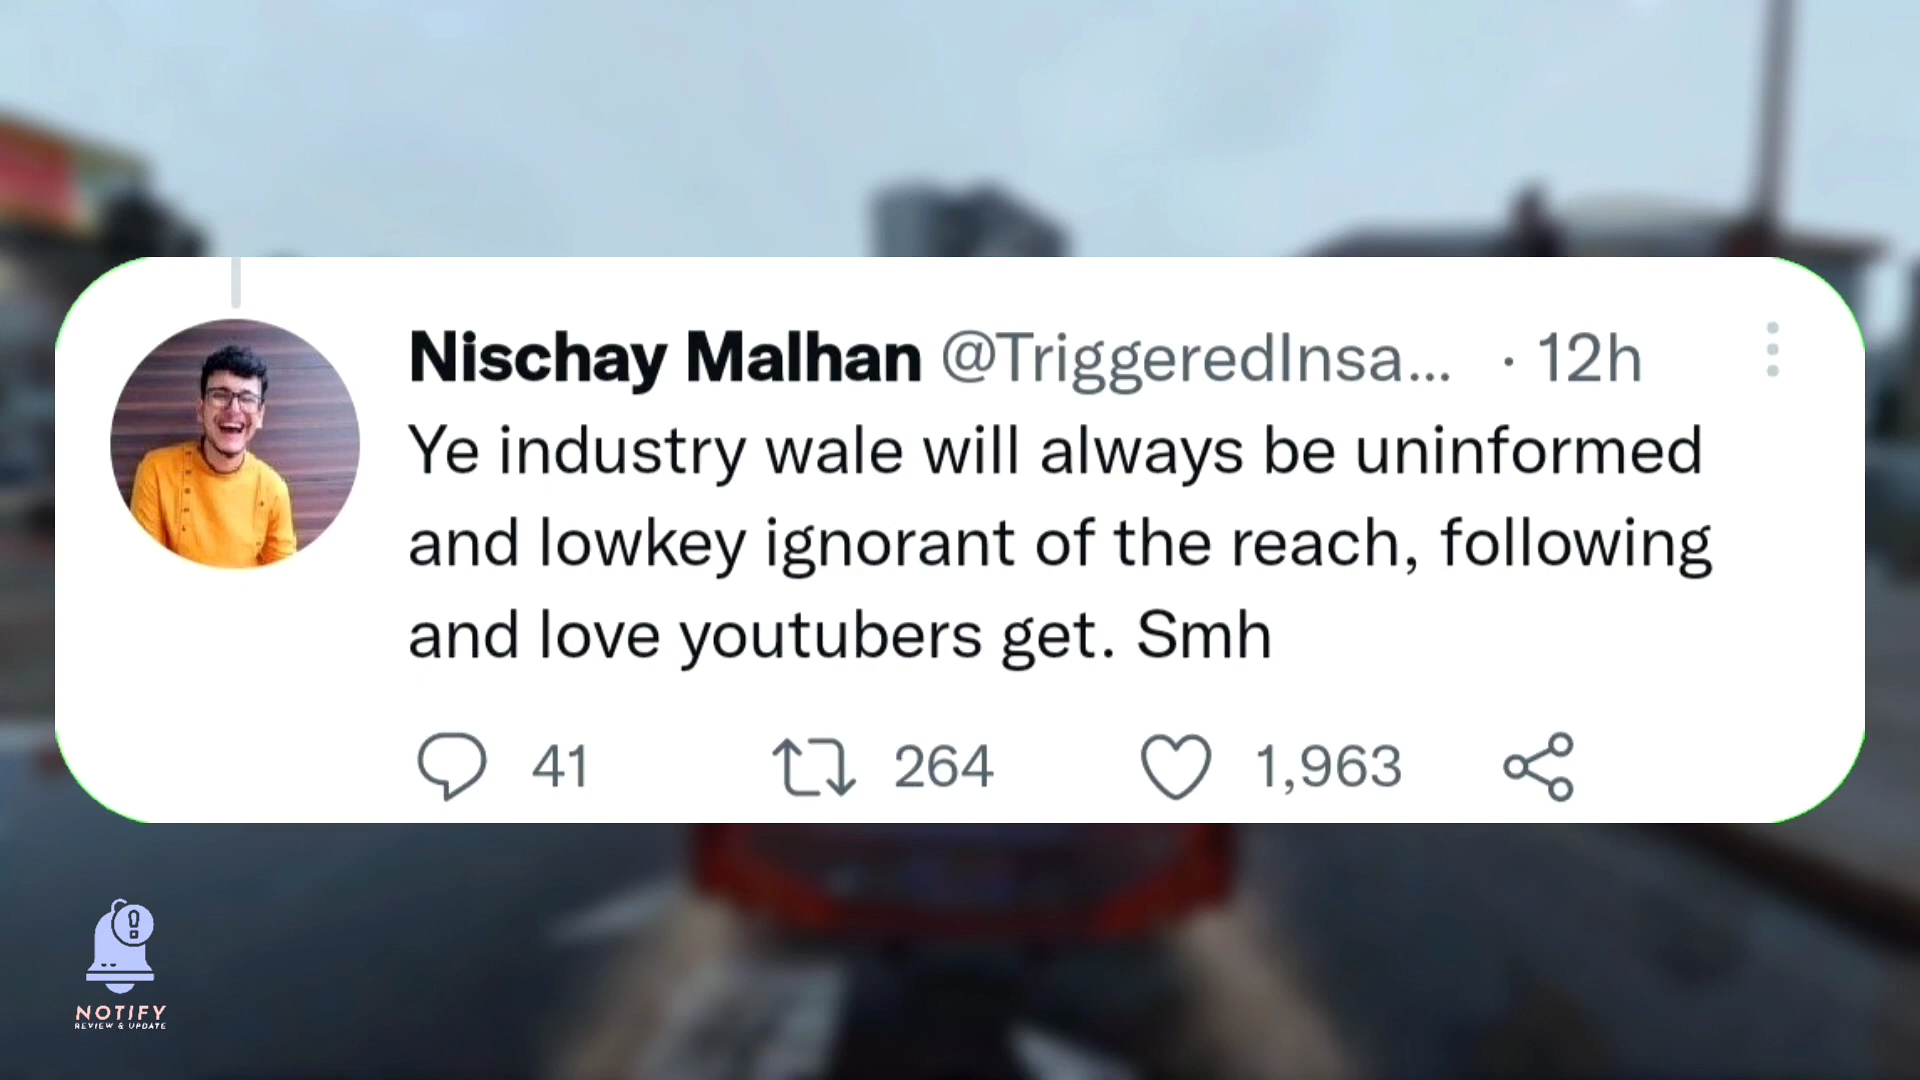 Nischay Malhan @TriggeredInsa... · 12h
Ye industry wale will always be uninformed
and lowkey ignorant of the reach, following
and love youtubers get. Smh
41 264 1,963
NOTIFY
REVIEW & UPDATE